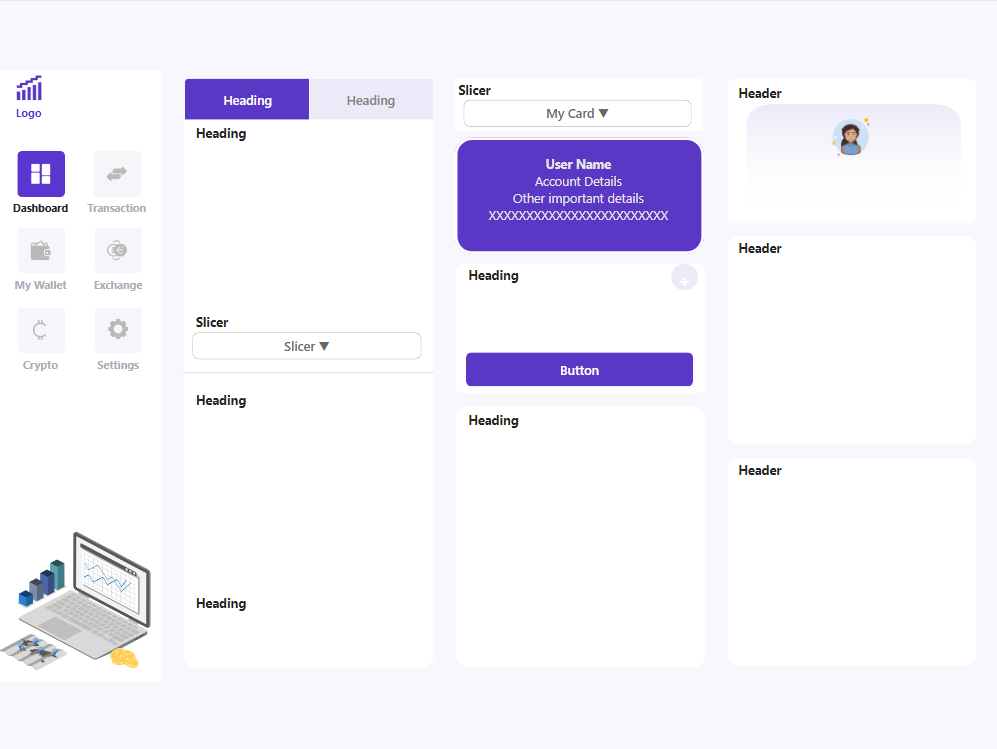 Logo
Dashboard
Transaction
My Wallet
Exchange
Crypto
Settings
Heading
Heading
Heading
Slicer
Slicer ▼
Heading
Heading
Slicer
My Card ▼
User Name
Account Details
Other important details
XXXXXXXXXXXXXXXXXXXXXXXX
Heading
+
Button
Heading
Header
Header
Header